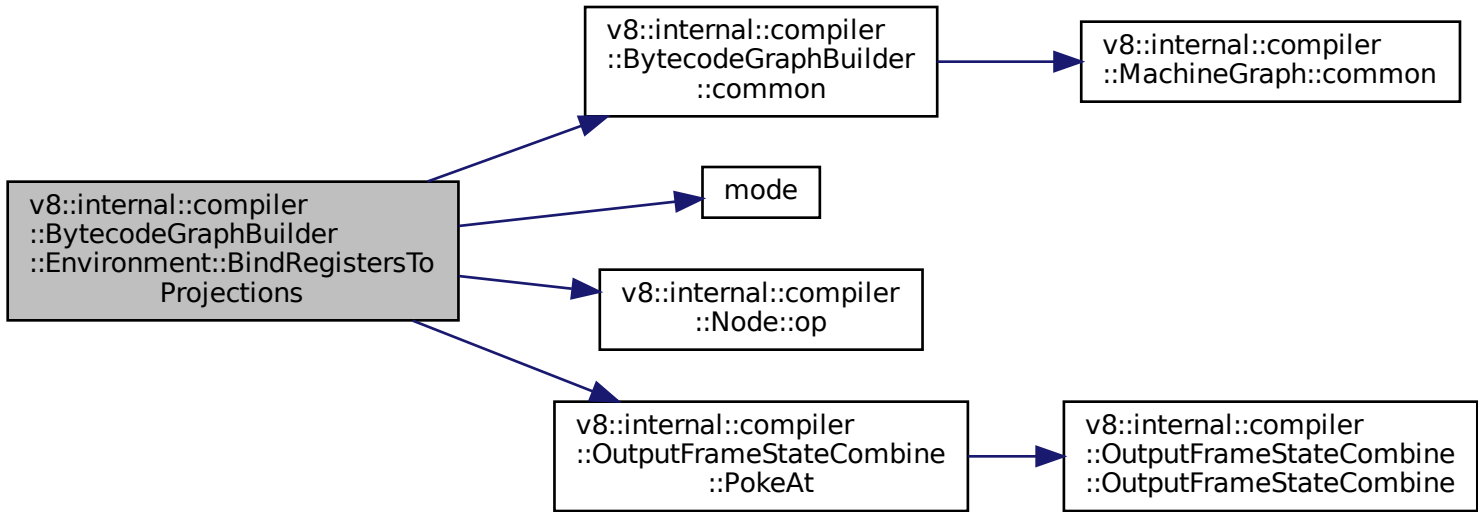 v8::internal::compiler
::BytecodeGraphBuilder
::Environment::BindRegistersTo
Projections
v8::internal::compiler
::BytecodeGraphBuilder
::common
v8::internal::compiler
::MachineGraph::common
mode
v8::internal::compiler
::Node::op
v8::internal::compiler
::OutputFrameStateCombine
::PokeAt
v8::internal::compiler
::OutputFrameStateCombine
::OutputFrameStateCombine